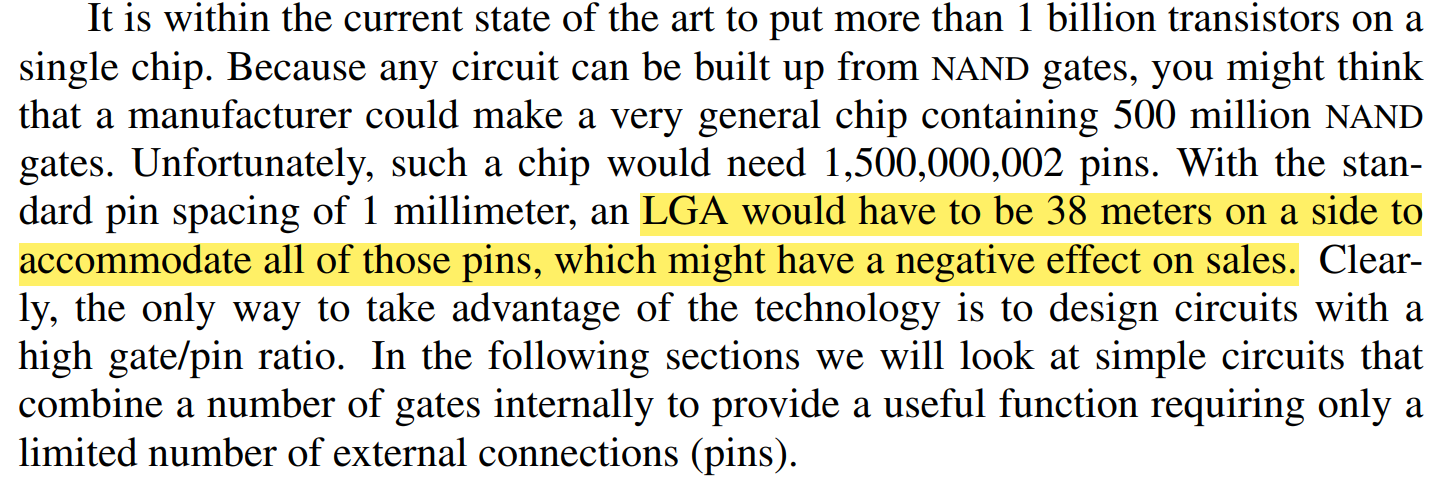 It is within the current state of the art to put more than 1 billion transistors on a
single chip. Because any circuit can be built up from NAND gates, you might think
that a manufacturer could make a very general chip containing 500 million NAND
gates. Unfortunately, such a chip would need 1,500,000,002 pins. With the stan-
dard pin spacing of 1 millimeter, an LGA would have to be 38 meters on a side to
accommodate all of those pins, which might have a negative effect on sales. Clear-
ly, the only way to take advantage of the technology is to design circuits with a
high gate/pin ratio. In the following sections we will look at simple circuits that
combine a number of gates internally to provide a useful function requiring only a
limited number of external connections (pins).